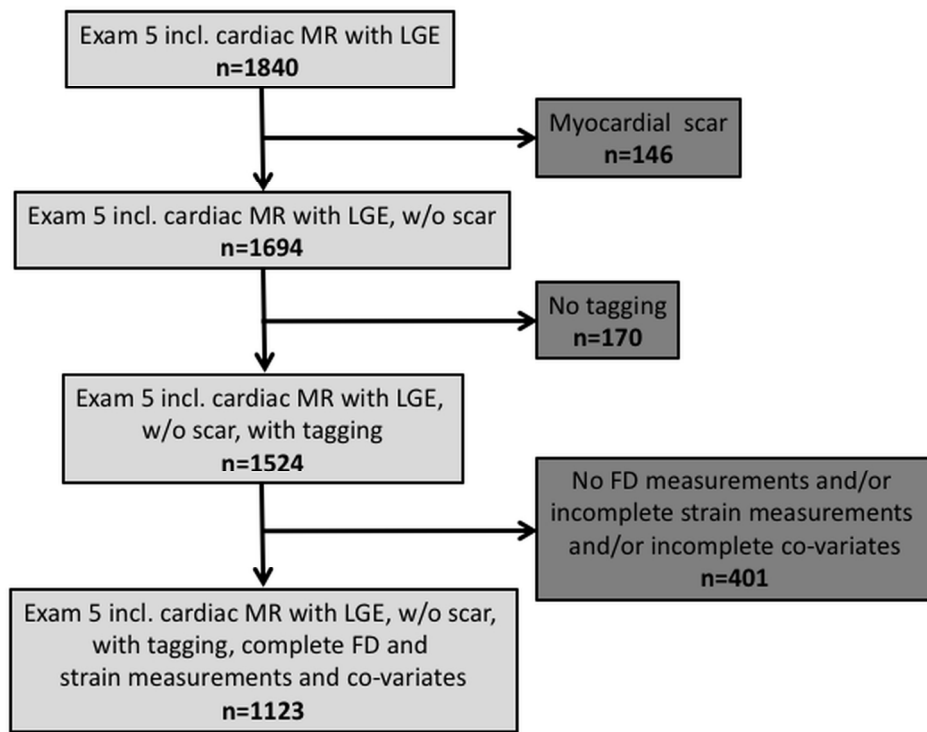 Exam 5 incl. cardiac MR with LGE
n=1840
Myocardial scar
n=146
Exam 5 incl. cardiac MR with LGE, w/o scar
n=1694
No tagging
n=170
Exam 5 incl. cardiac MR with LGE,
w/o scar, with tagging
n=1524
No FD measurements and/or
incomplete strain measurements
and/or incomplete co-variates
n=401
Exam 5 incl. cardiac MR with LGE, w/o scar,
with tagging, complete FD and
strain measurements and co-variates
n=1123